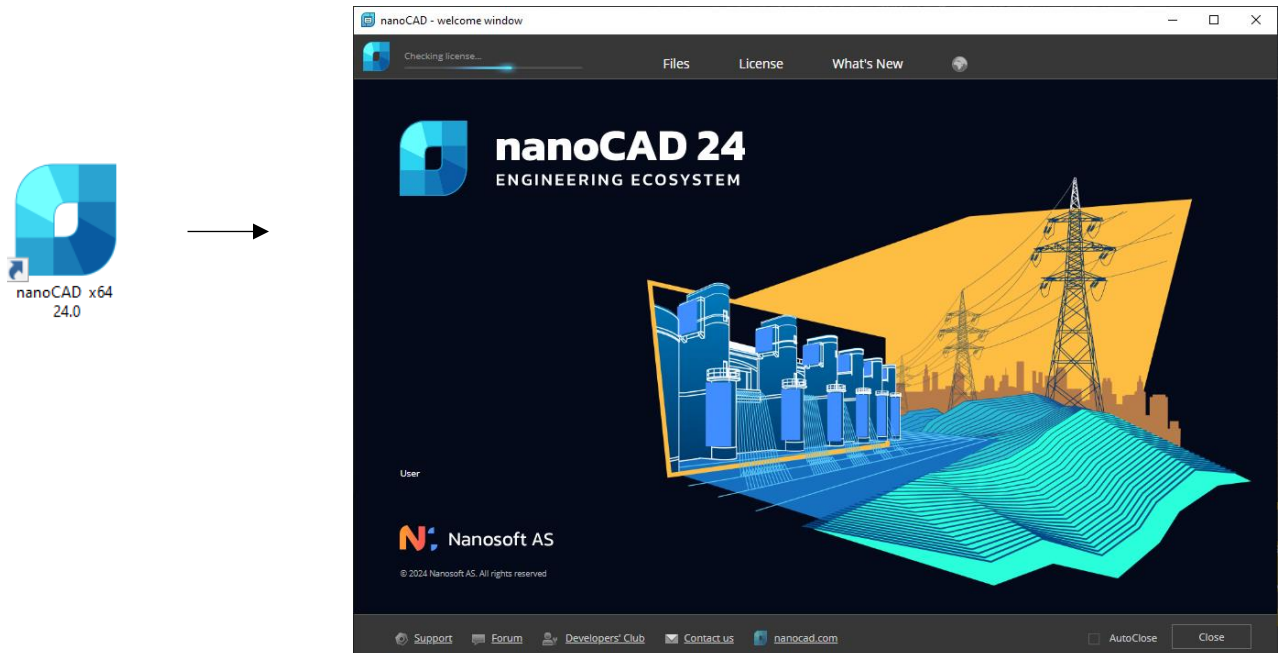 nanoCAD x64
24.0
nanoCAD - welcome window
Checking license...
Files
License
What's New
nanoCAD 24
ENGINEERING ECOSYSTEM
User
Nanosoft AS
© 2024 Nanosoft AS. All rights reserved
Support
Forum
Developers' Club
Contact us
nanocad.com
AutoClose
Close